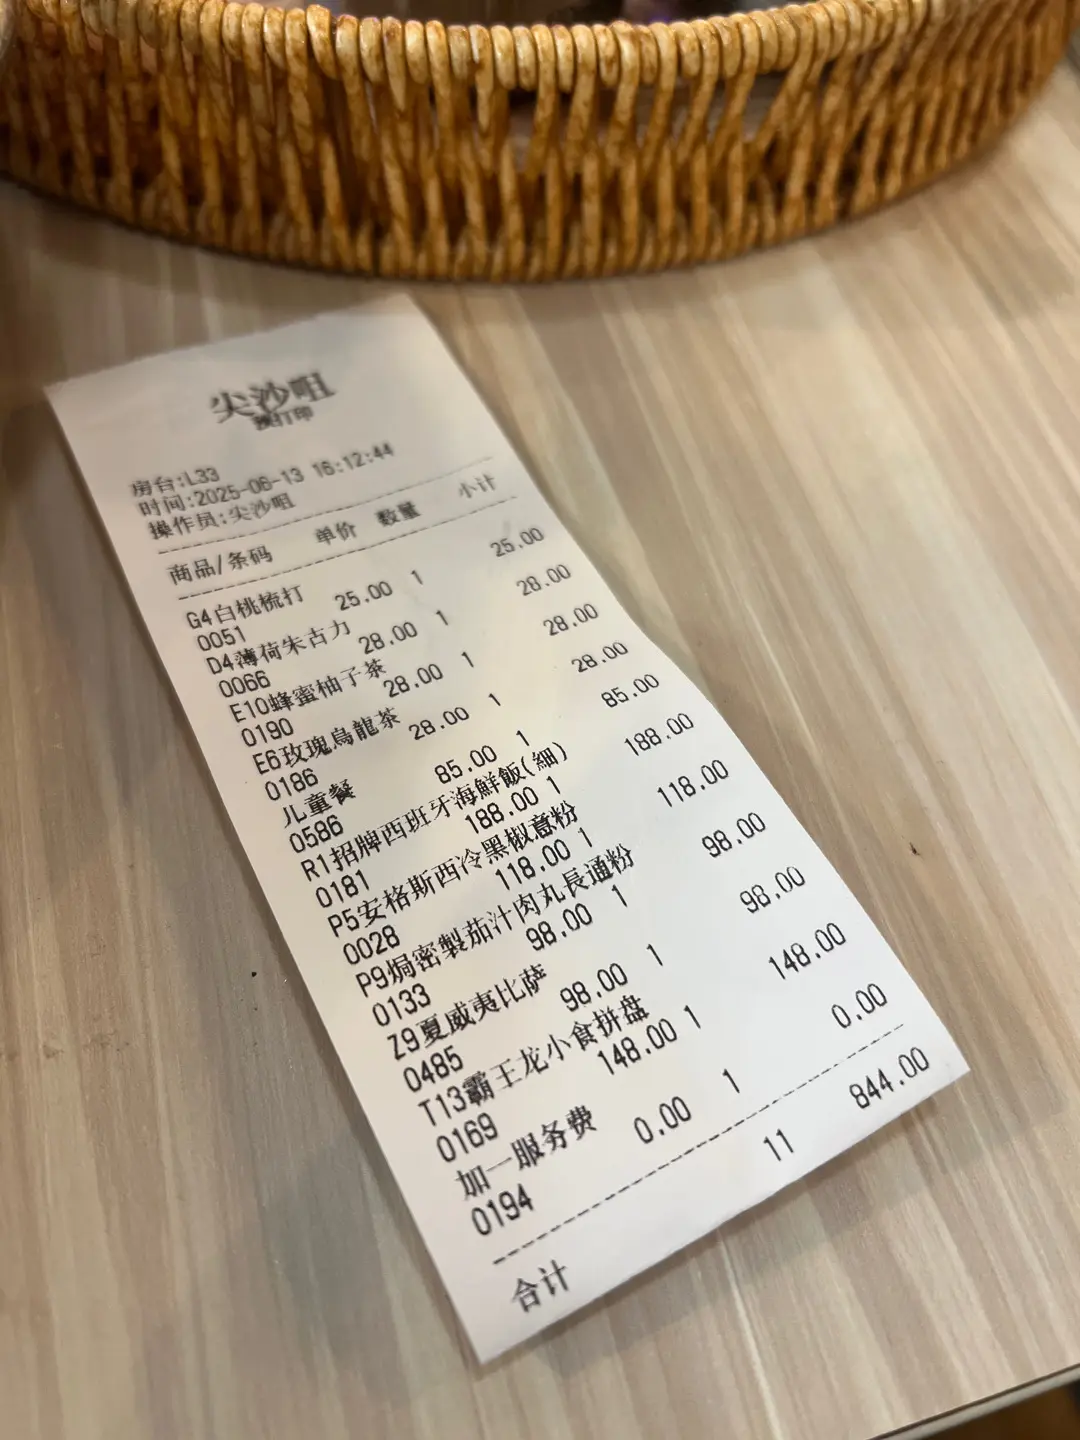 尖沙咀
预打印
房台:L33
时间:2025-06-13 16:12:44
操作员:尖沙咀
商品/条码 单价 数量 小计
G4白桃梳打 25.00 1 25.00
0051
D4薄荷朱古力 28.00 1 28.00
0066
E10蜂蜜柚子茶 28.00 1 28.00
0190
E6玫瑰烏龍茶 28.00 1 28.00
0186
儿童餐 85.00 1 85.00
0586
R1招牌西班牙海鮮飯(細)
0181 188.00 1 188.00
P5安格斯西冷黑椒意粉
0028 118.00 1 118.00
P9焗密製茄汁肉丸長通粉
0133 98.00 1 98.00
Z9夏威夷比萨 98.00 1 98.00
0485
T13霸王龙小食拼盘
0169 148.00 1 148.00
加一服务费 0.00 1 0.00
0194
合计 11 844.00